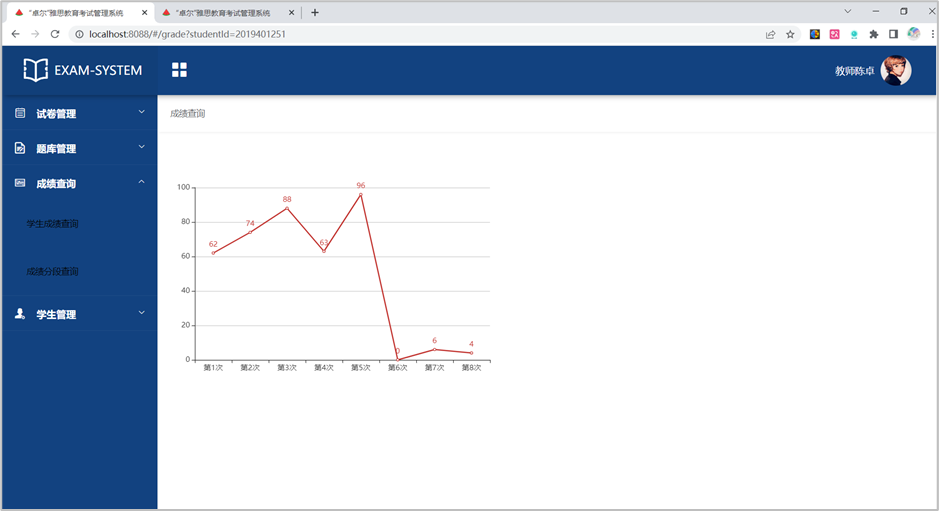 "卓尔"雅思教育考试管理系统
"卓尔"雅思教育考试管理系统
localhost:8088/#/grade?studentId=2019401251
EXAM-SYSTEM
教师陈卓
试卷管理
题库管理
成绩查询
学生成绩查询
成绩分段查询
学生管理
成绩查询
100
80
60
40
20
0
62
74
88
63
96
0
6
4
第1次
第2次
第3次
第4次
第5次
第6次
第7次
第8次